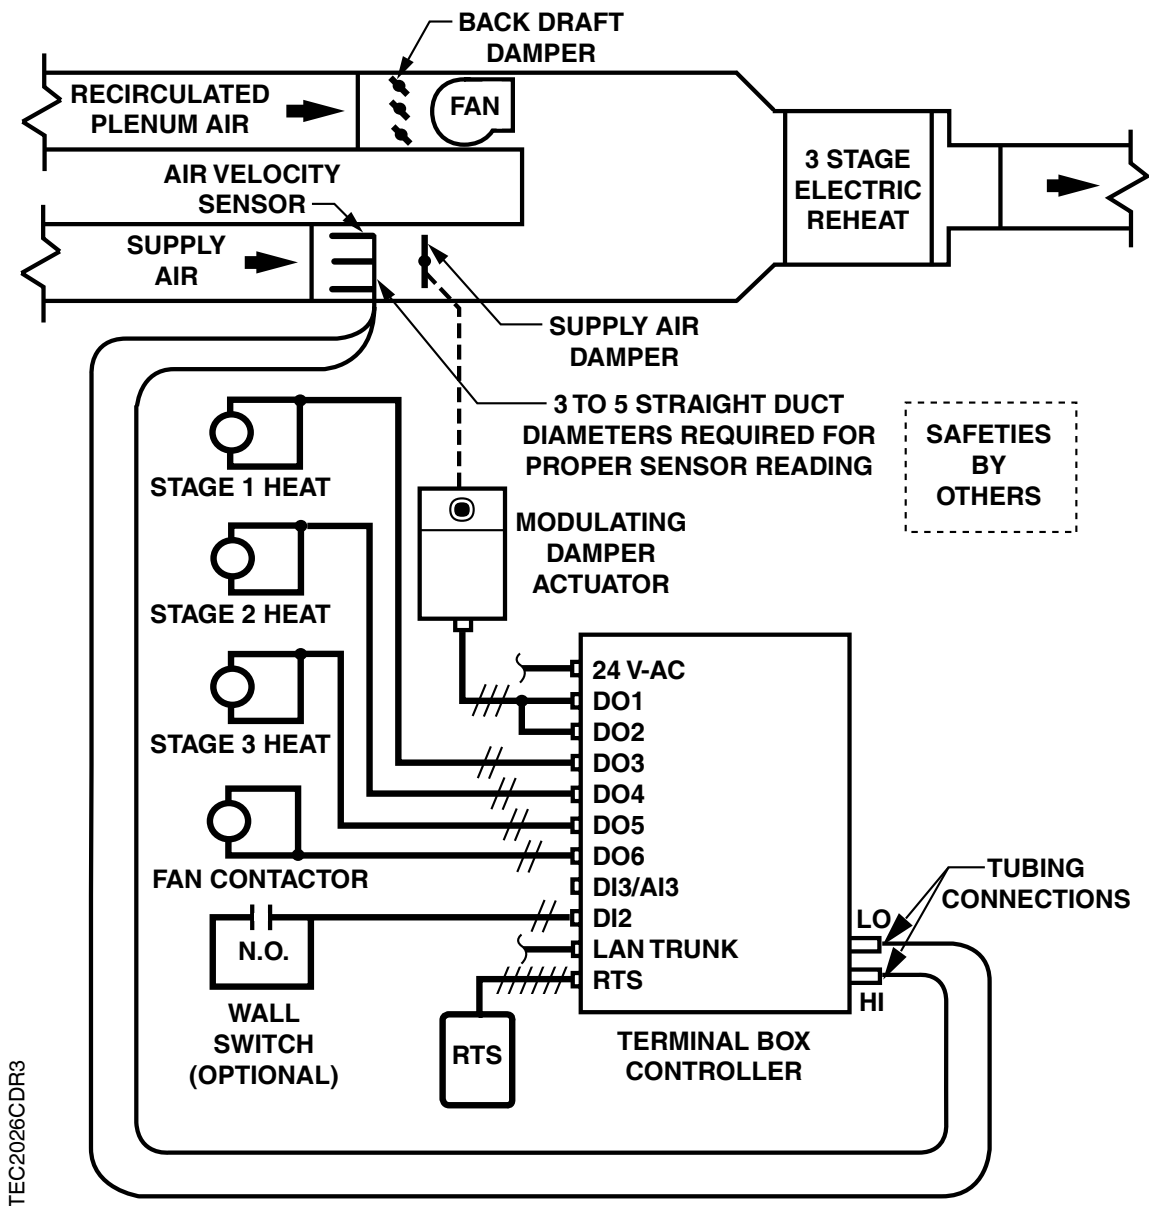 BACK DRAFT
DAMPER
RECIRCULATED
PLENUM AIR
FAN
AIR VELOCITY
SENSOR
3 STAGE
ELECTRIC
REHEAT
SUPPLY
AIR
SUPPLY AIR
DAMPER
3 TO 5 STRAIGHT DUCT
DIAMETERS REQUIRED FOR
PROPER SENSOR READING
SAFETIES
BY
OTHERS
STAGE 1 HEAT
MODULATING
DAMPER
ACTUATOR
STAGE 2 HEAT
STAGE 3 HEAT
FAN CONTACTOR
24 V-AC
DO1
DO2
DO3
DO4
DO5
DO6
DI3/AI3
DI2
LAN TRUNK
RTS
TUBING
CONNECTIONS
LO
HI
N.O.
WALL
SWITCH
(OPTIONAL)
RTS
TERMINAL BOX
CONTROLLER
TEC2026CDR3